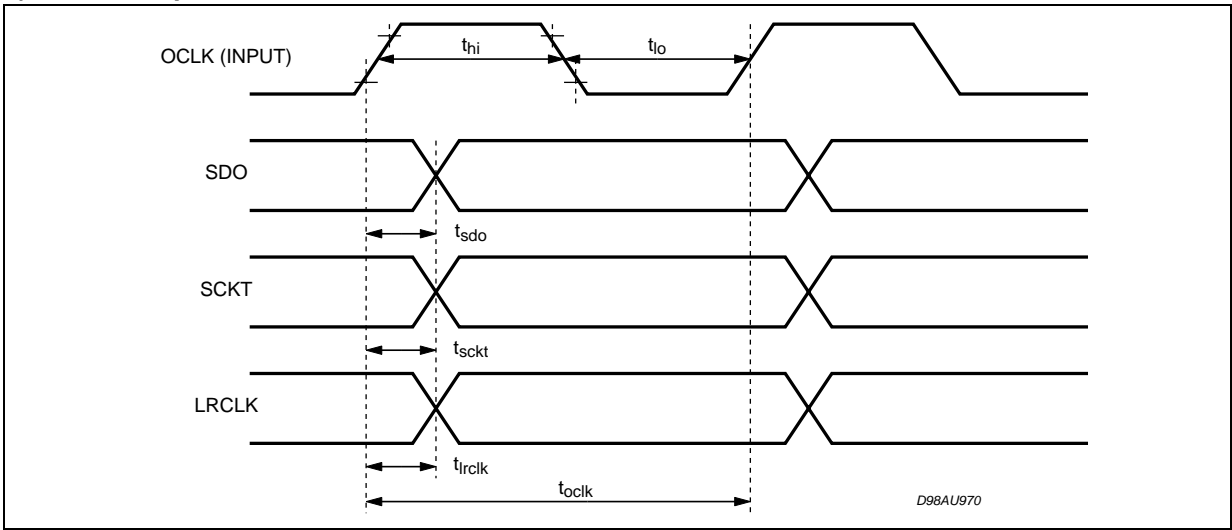 OCLK (INPUT)
thi
tlo
SDO
tsdo
SCKT
tsckt
LRCLK
tlrclk
toclk
D98AU970